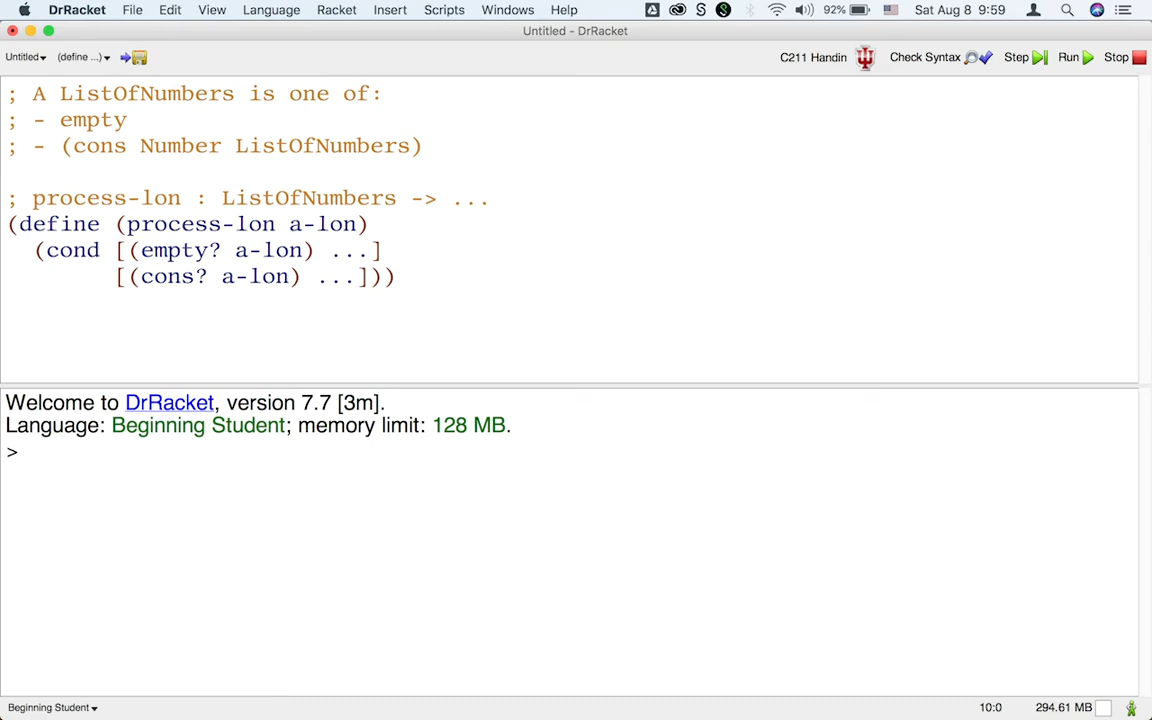 DrRacket File Edit View Language Racket Insert Scripts Windows Help 92% Sat Aug 8 9:59
Untitled - DrRacket
Untitled (define ...) C211 Handin Check Syntax Step Run Stop
; A ListOfNumbers is one of:
; - empty
; - (cons Number ListOfNumbers)
; process-lon : ListOfNumbers -> ...
(define (process-lon a-lon)
(cond [(empty? a-lon) ...]
[(cons? a-lon) ...]))
Welcome to DrRacket, version 7.7 [3m].
Language: Beginning Student; memory limit: 128 MB.
>
Beginning Student 10:0 294.61 MB